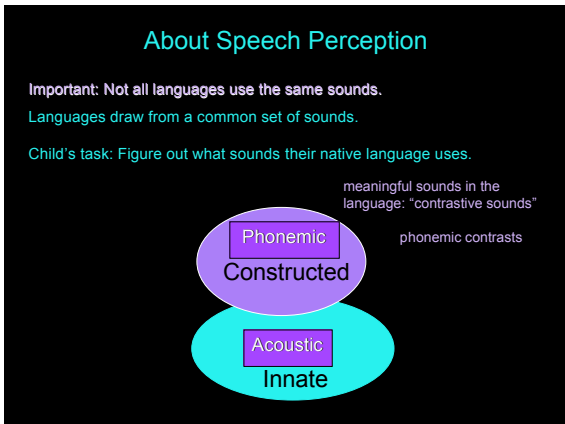 About Speech Perception
Important: Not all languages use the same sounds.
Languages draw from a common set of sounds.
Child’s task: Figure out what sounds their native language uses.
meaningful sounds in the
language: “contrastive sounds”
phonemic contrasts
Phonemic
Constructed
Acoustic
Innate